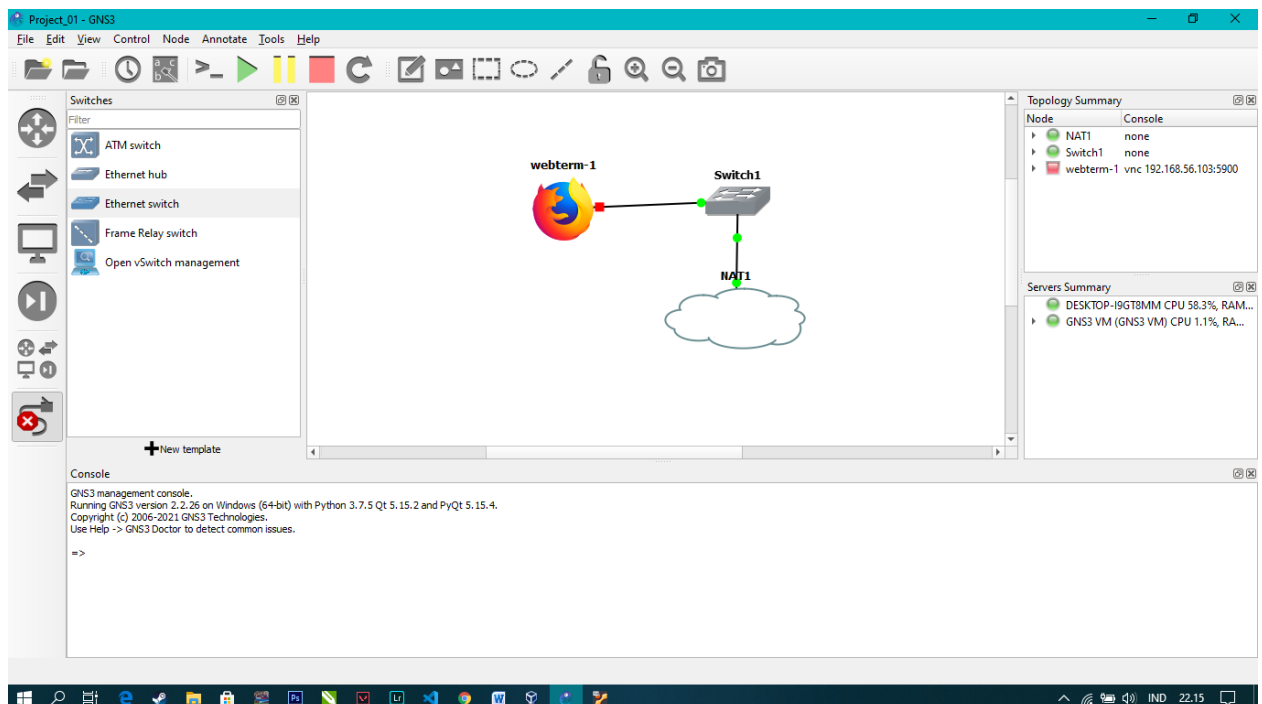 Project_01 - GNS3
File Edit View Control Node Annotate Tools Help
Switches
Filter
ATM switch
Ethernet hub
Ethernet switch
Frame Relay switch
Open vSwitch management
New template
webterm-1
Switch1
NAT1
Topology Summary
Node Console
NAT1 none
Switch1 none
webterm-1 vnc 192.168.56.103:5900
Servers Summary
DESKTOP-I9GT8MM CPU 58.3%, RAM...
GNS3 VM (GNS3 VM) CPU 1.1%, RA...
Console
GNS3 management console.
Running GNS3 version 2.2.26 on Windows (64-bit) with Python 3.7.5 Qt 5.15.2 and PyQt 5.15.4.
Copyright (c) 2006-2021 GNS3 Technologies.
Use Help -> GNS3 Doctor to detect common issues.
=>
IND 22.15